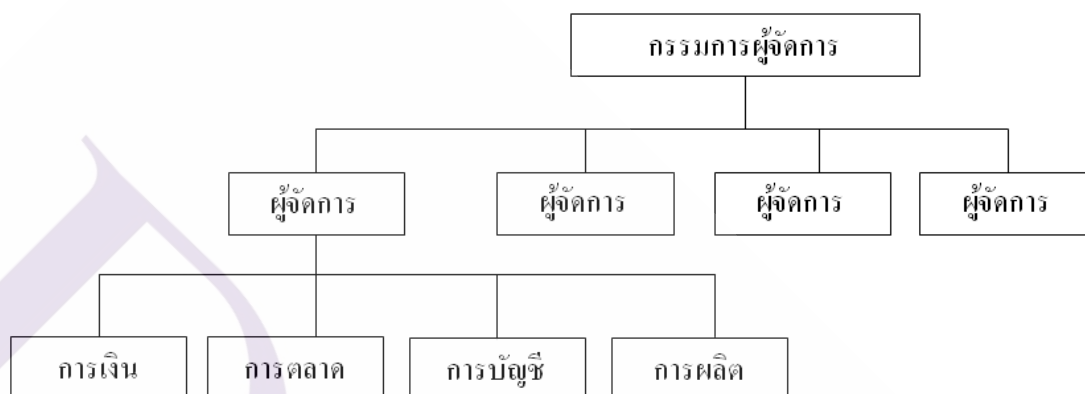 กรรมการผู้จัดการ
ผู้จัดการ ผู้จัดการ ผู้จัดการ ผู้จัดการ
การเงิน การตลาด การบัญชี การผลิต